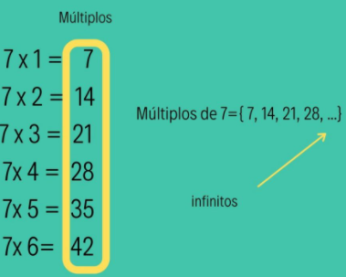 Múltiplos
7 x 1 = 7
7 x 2 = 14
7 x 3 = 21
7x 4 = 28
7x 5 = 35
7x 6= 42
Múltiplos de 7={ 7, 14, 21, 28, ...}
infinitos